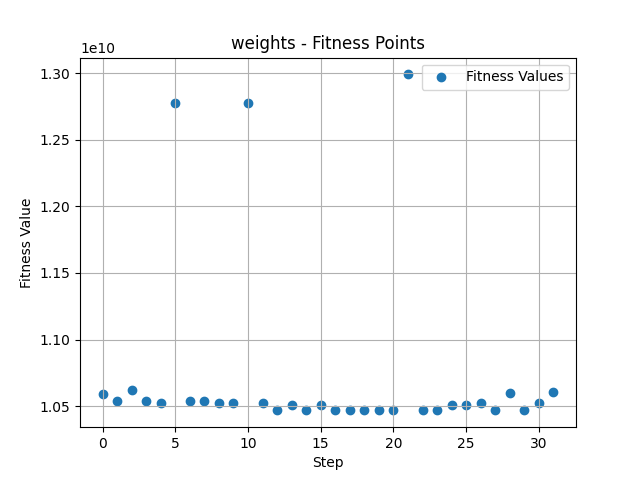 weights - Fitness Points
1e10
Fitness Values
1.30
1.25
1.20
1.15
1.10
1.05
Fitness Value
0 5 10 15 20 25 30
Step